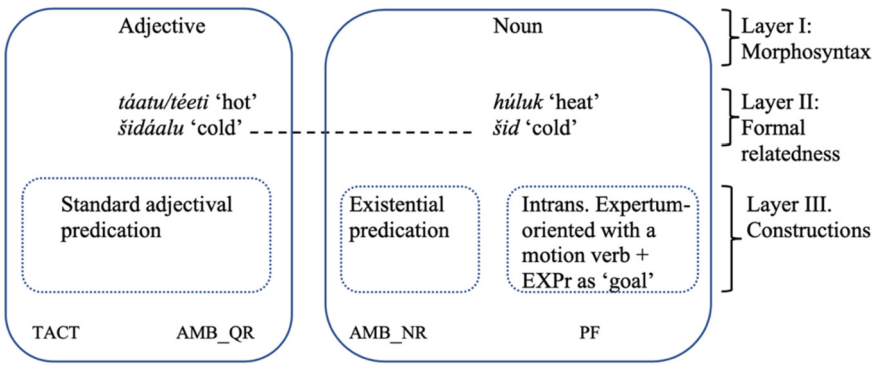 Adjective
Noun
Layer I:
Morphosyntax
táatu/téeti ‘hot’
šidáalu ‘cold’
húluk ‘heat’
šid ‘cold’
Layer II:
Formal
relatedness
Standard adjectival
predication
Existential
predication
Intrans. Expertum-
oriented with a
motion verb +
EXPr as ‘goal’
Layer III.
Constructions
TACT
AMB_QR
AMB_NR
PF